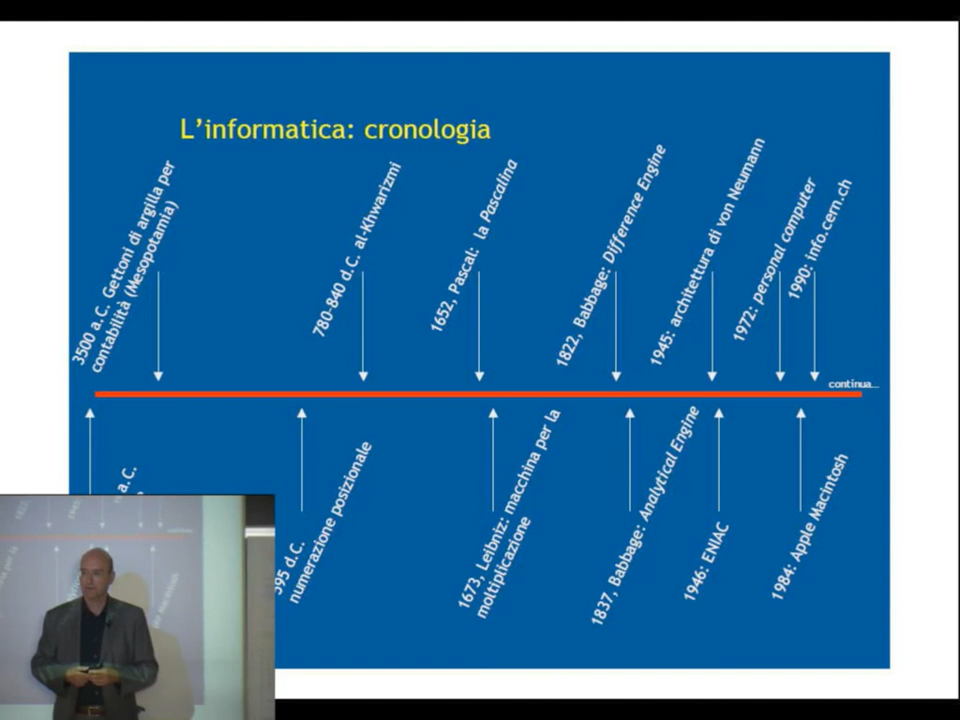 L'informatica: cronologia
3500 a.C. Gettoni di argilla per
contabilità (Mesopotamia)
780-840 d.C. al-Khwarizmi
1652, Pascal: la Pascalina
1822, Babbage: Difference Engine
1945: architettura di von Neumann
1972: personal computer
1990: info.cern.ch
continua...
a.C.
595 d.C.
numerazione posizionale
1673, Leibniz: macchina per la
moltiplicazione
1837, Babbage: Analytical Engine
1946: ENIAC
1984: Apple Macintosh